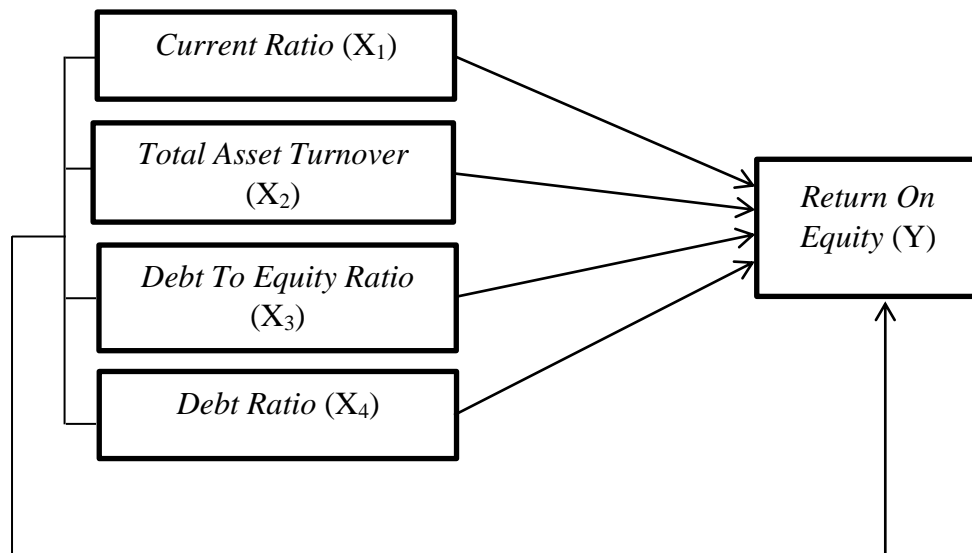 Current Ratio (X₁)
Total Asset Turnover
(X₂)
Return On
Equity (Y)
Debt To Equity Ratio
(X₃)
Debt Ratio (X₄)